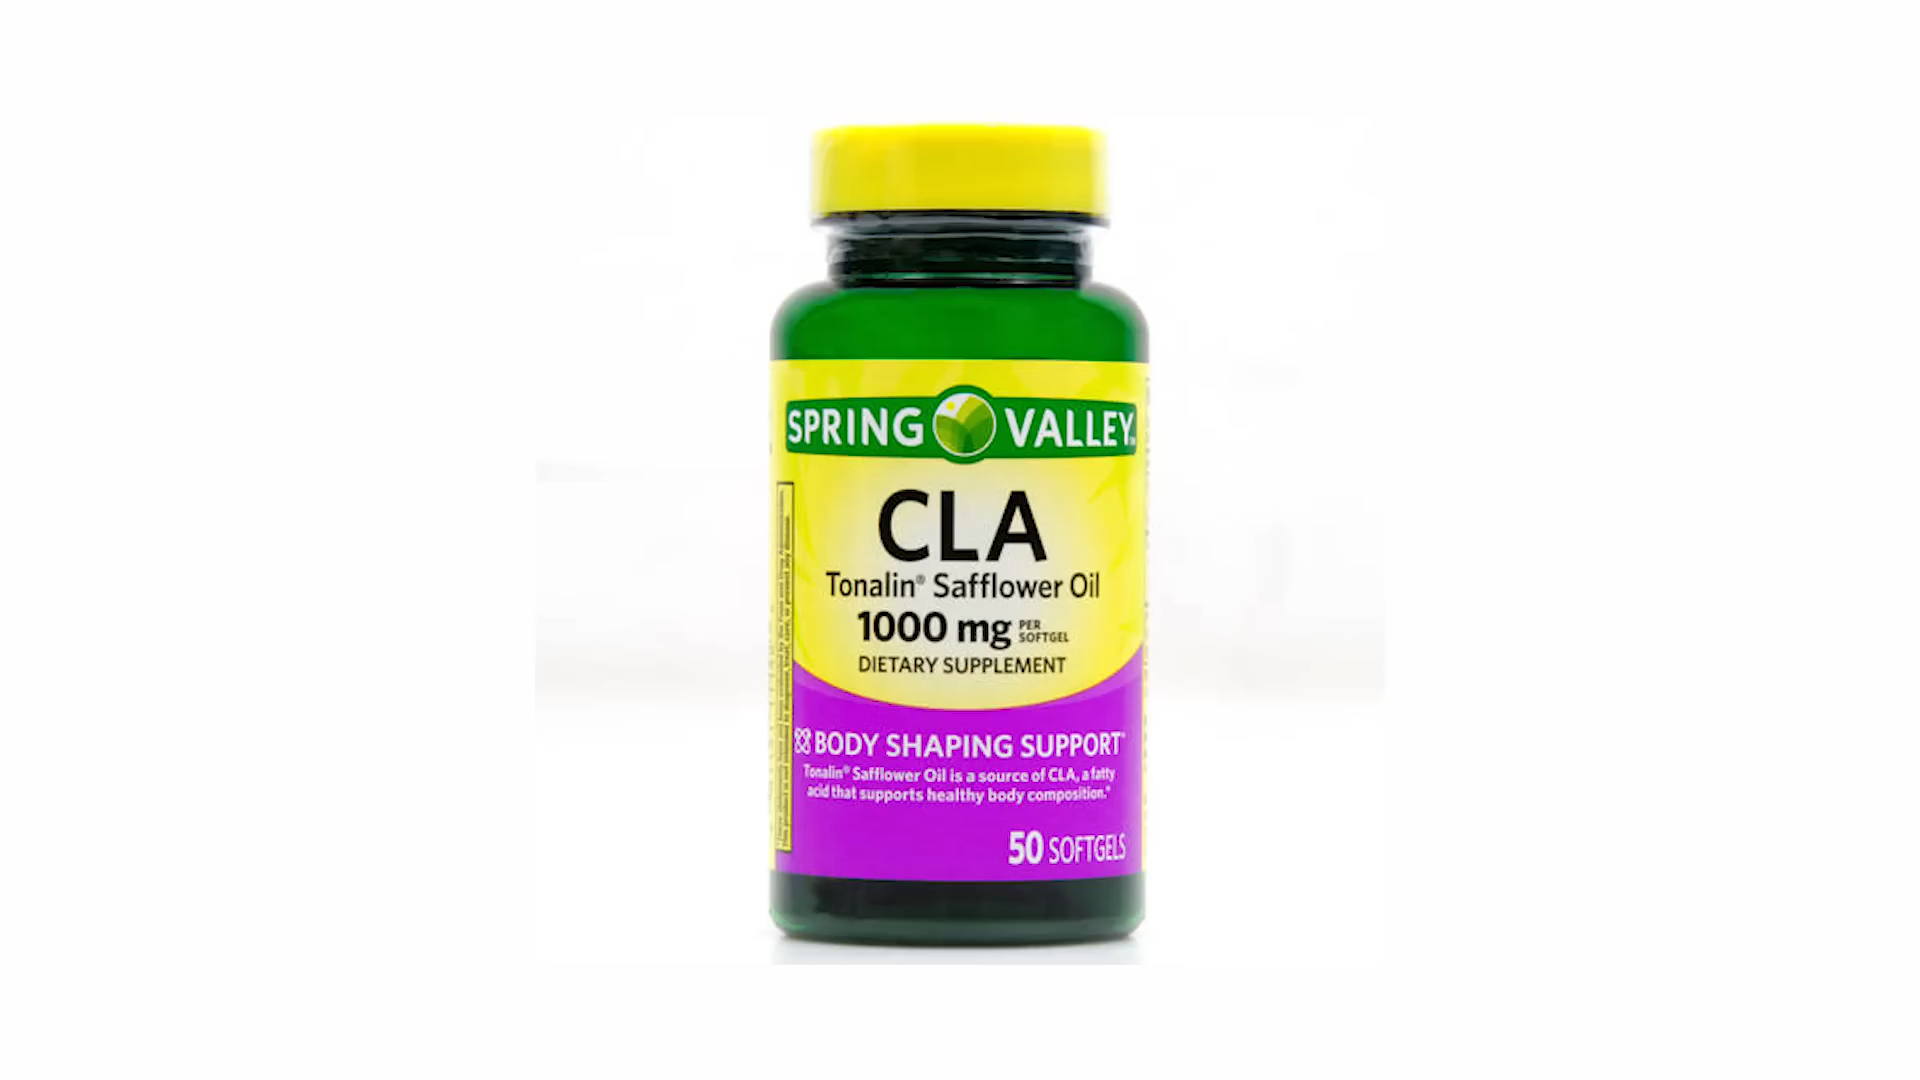 SPRING VALLEY
CLA
Tonalin® Safflower Oil
1000 mg PER SOFTGEL
DIETARY SUPPLEMENT
BODY SHAPING SUPPORT*
Tonalin® Safflower Oil is a source of CLA, a fatty
acid that supports healthy body composition.*
50 SOFTGELS